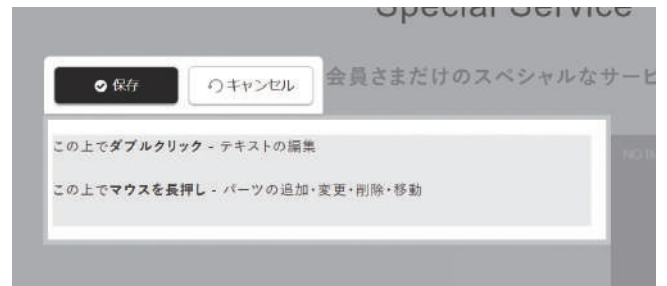 Special Service
保存
キャンセル
会員さまだけのスペシャルなサービ
この上でダブルクリック - テキストの編集
この上でマウスを長押し - パーツの追加・変更・削除・移動